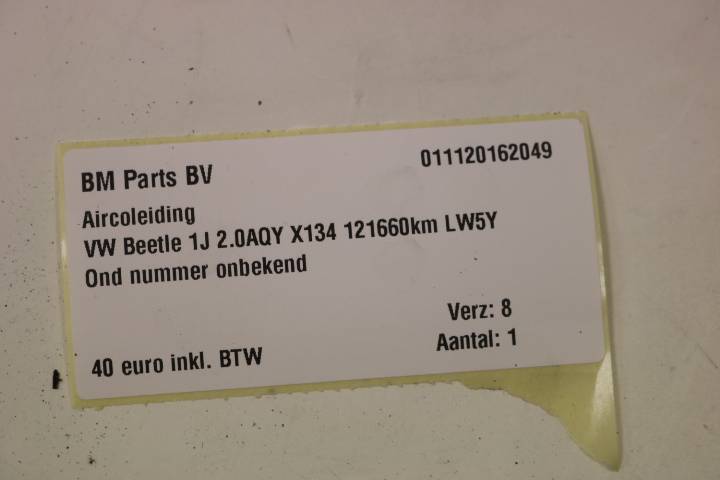 BM Parts BV
011120162049
Aircoleiding
VW Beetle 1J 2.0AQY X134 121660km LW5Y
Ond nummer onbekend
Verz: 8
Aantal: 1
40 euro inkl. BTW